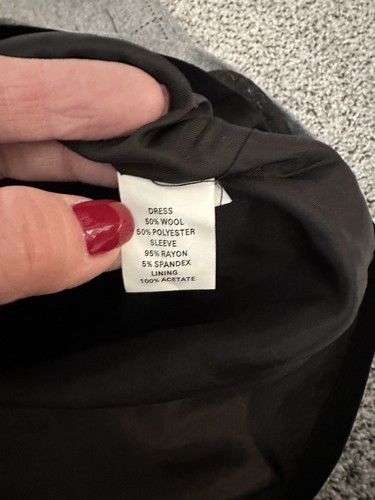 DRESS
50% WOOL
50% POLYESTER
SLEEVE
95% RAYON
5% SPANDEX
LINING
100% ACETATE